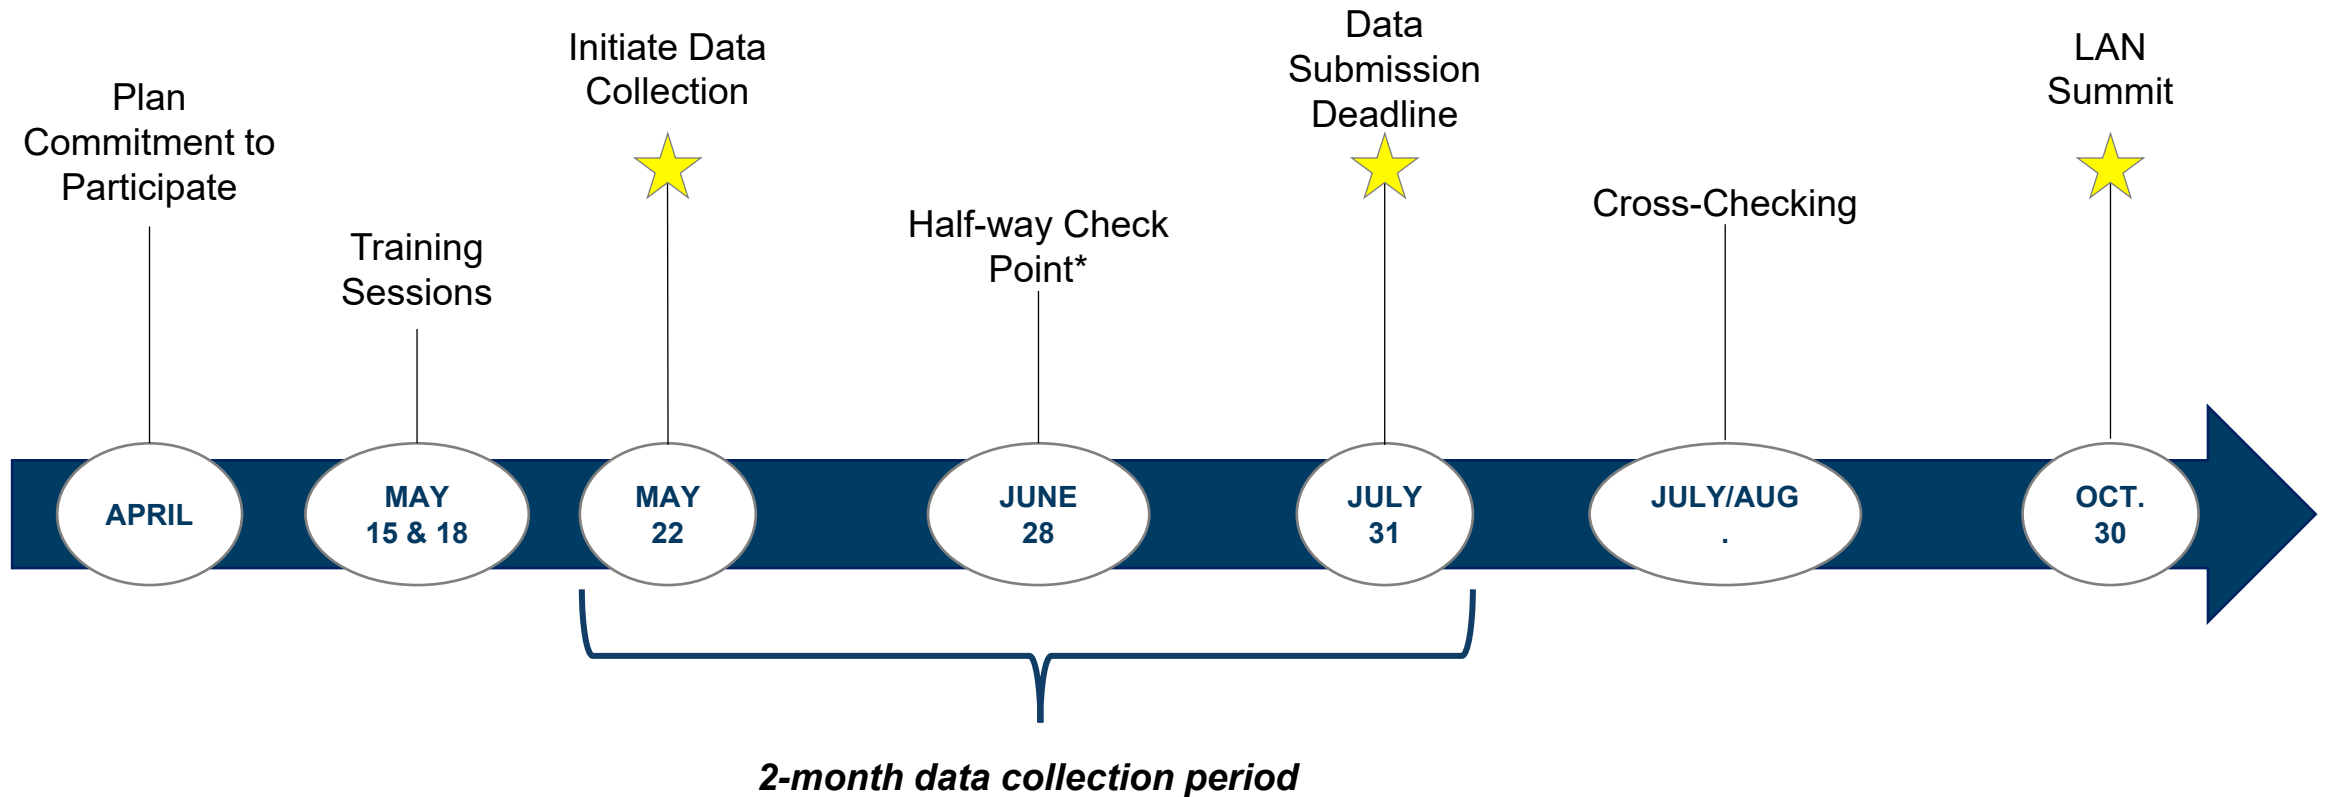 Plan
Commitment to
Participate
Training
Sessions
Initiate Data
Collection
Half-way Check
Point*
Data
Submission
Deadline
Cross-Checking
LAN
Summit
APRIL
MAY
15 & 18
MAY
22
JUNE
28
JULY
31
JULY/AUG
.
OCT.
30
2-month data collection period